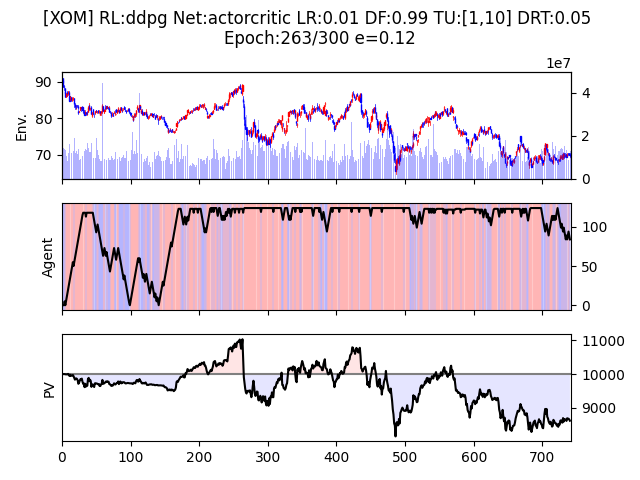 [XOM] RL:ddpg Net:actorcritic LR:0.01 DF:0.99 TU:[1,10] DRT:0.05
Epoch:263/300 e=0.12
1e7
Env.
90
80
70
4
2
0
Agent
100
50
0
PV
11000
10000
9000
0 100 200 300 400 500 600 700